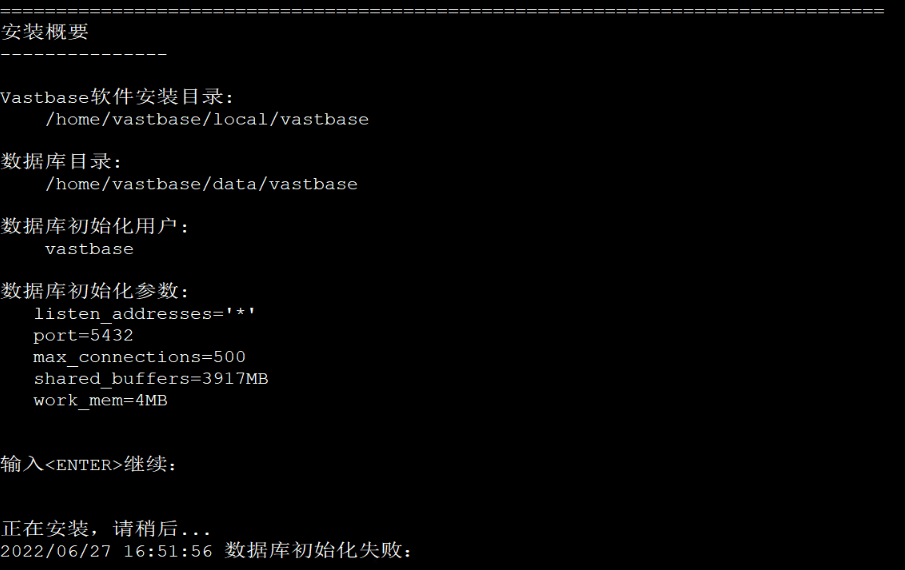 ===============================================================================
安装概要
---------------
Vastbase软件安装目录:
/home/vastbase/local/vastbase
数据库目录:
/home/vastbase/data/vastbase
数据库初始化用户:
vastbase
数据库初始化参数:
listen_addresses='*'
port=5432
max_connections=500
shared_buffers=3917MB
work_mem=4MB
输入<ENTER>继续:
正在安装，请稍后...
2022/06/27 16:51:56 数据库初始化失败: